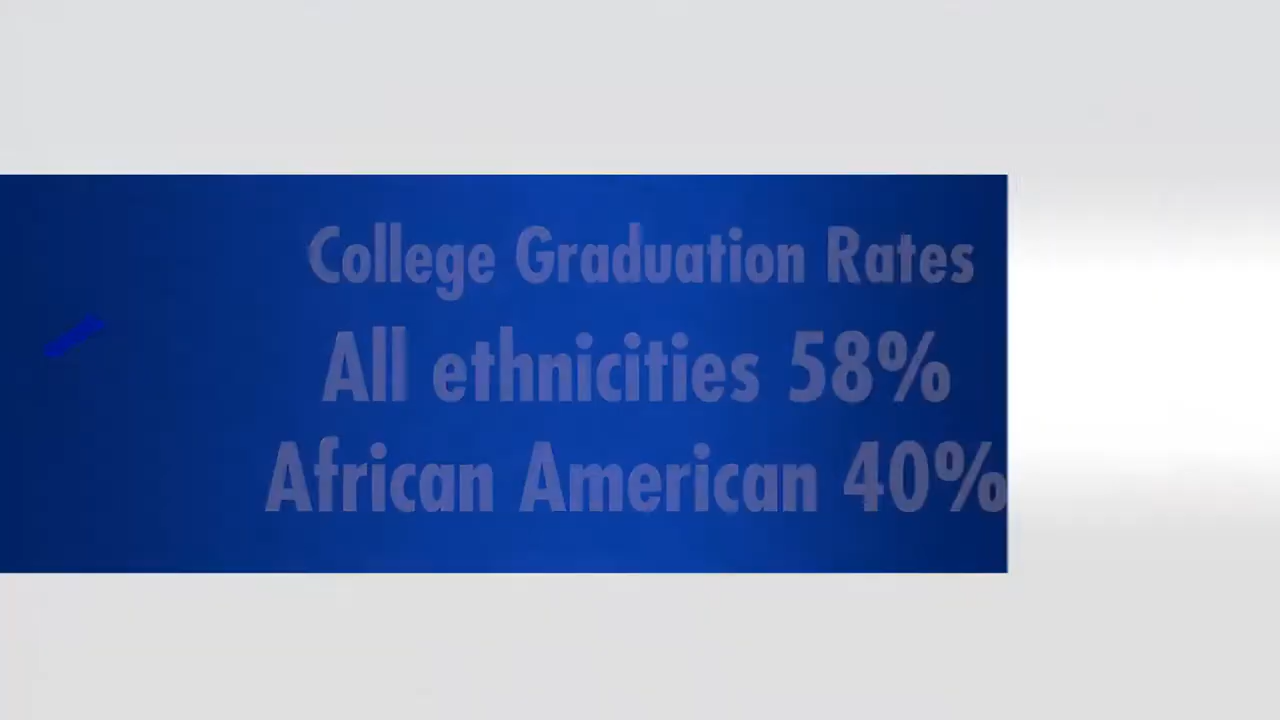 College Graduation Rates
All ethnicities 58%
African American 40%